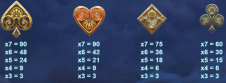 x7 = 90
x6 = 48
x5 = 24
x4 = 9
x3 = 3
x7 = 90
x6 = 42
x5 = 21
x4 = 9
x3 = 3
x7 = 75
x6 = 36
x5 = 18
x4 = 6
x3 = 3
x7 = 60
x6 = 30
x5 = 15
x4 = 6
x3 = 3